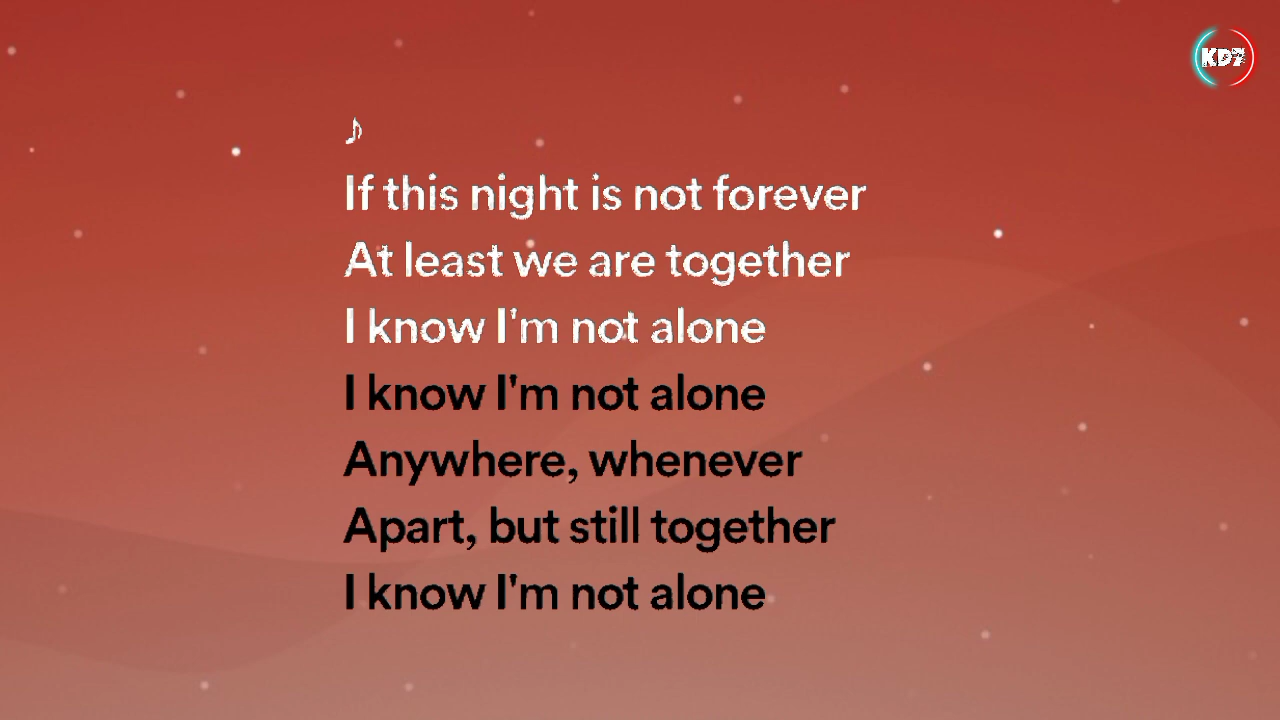 KD7
♪
If this night is not forever
At least we are together
I know I'm not alone
I know I'm not alone
Anywhere, whenever
Apart, but still together
I know I'm not alone